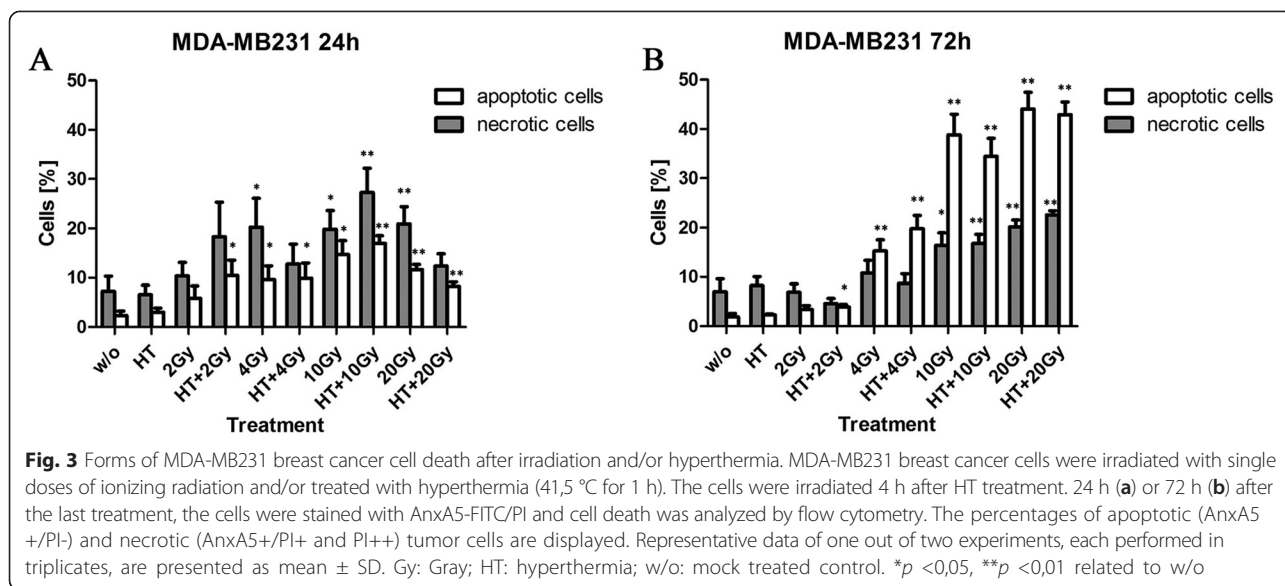 MDA-MB231 24h
A
50
40
30
20
10
0
Cells [%]
apoptotic cells
necrotic cells
* * * * * * * ** ** ** ** **
w/o HT 2Gy HT+2Gy 4Gy HT+4Gy 10Gy HT+10Gy 20Gy HT+20Gy
Treatment
MDA-MB231 72h
B
50
40
30
20
10
0
Cells [%]
apoptotic cells
necrotic cells
* ** ** * ** ** ** ** ** ** **
w/o HT 2Gy HT+2Gy 4Gy HT+4Gy 10Gy HT+10Gy 20Gy HT+20Gy
Treatment
Fig. 3 Forms of MDA-MB231 breast cancer cell death after irradiation and/or hyperthermia. MDA-MB231 breast cancer cells were irradiated with single
doses of ionizing radiation and/or treated with hyperthermia (41,5 °C for 1 h). The cells were irradiated 4 h after HT treatment. 24 h (a) or 72 h (b) after
the last treatment, the cells were stained with AnxA5-FITC/PI and cell death was analyzed by flow cytometry. The percentages of apoptotic (AnxA5
+/PI-) and necrotic (AnxA5+/PI+ and PI++) tumor cells are displayed. Representative data of one out of two experiments, each performed in
triplicates, are presented as mean ± SD. Gy: Gray; HT: hyperthermia; w/o: mock treated control. *p <0,05, **p <0,01 related to w/o